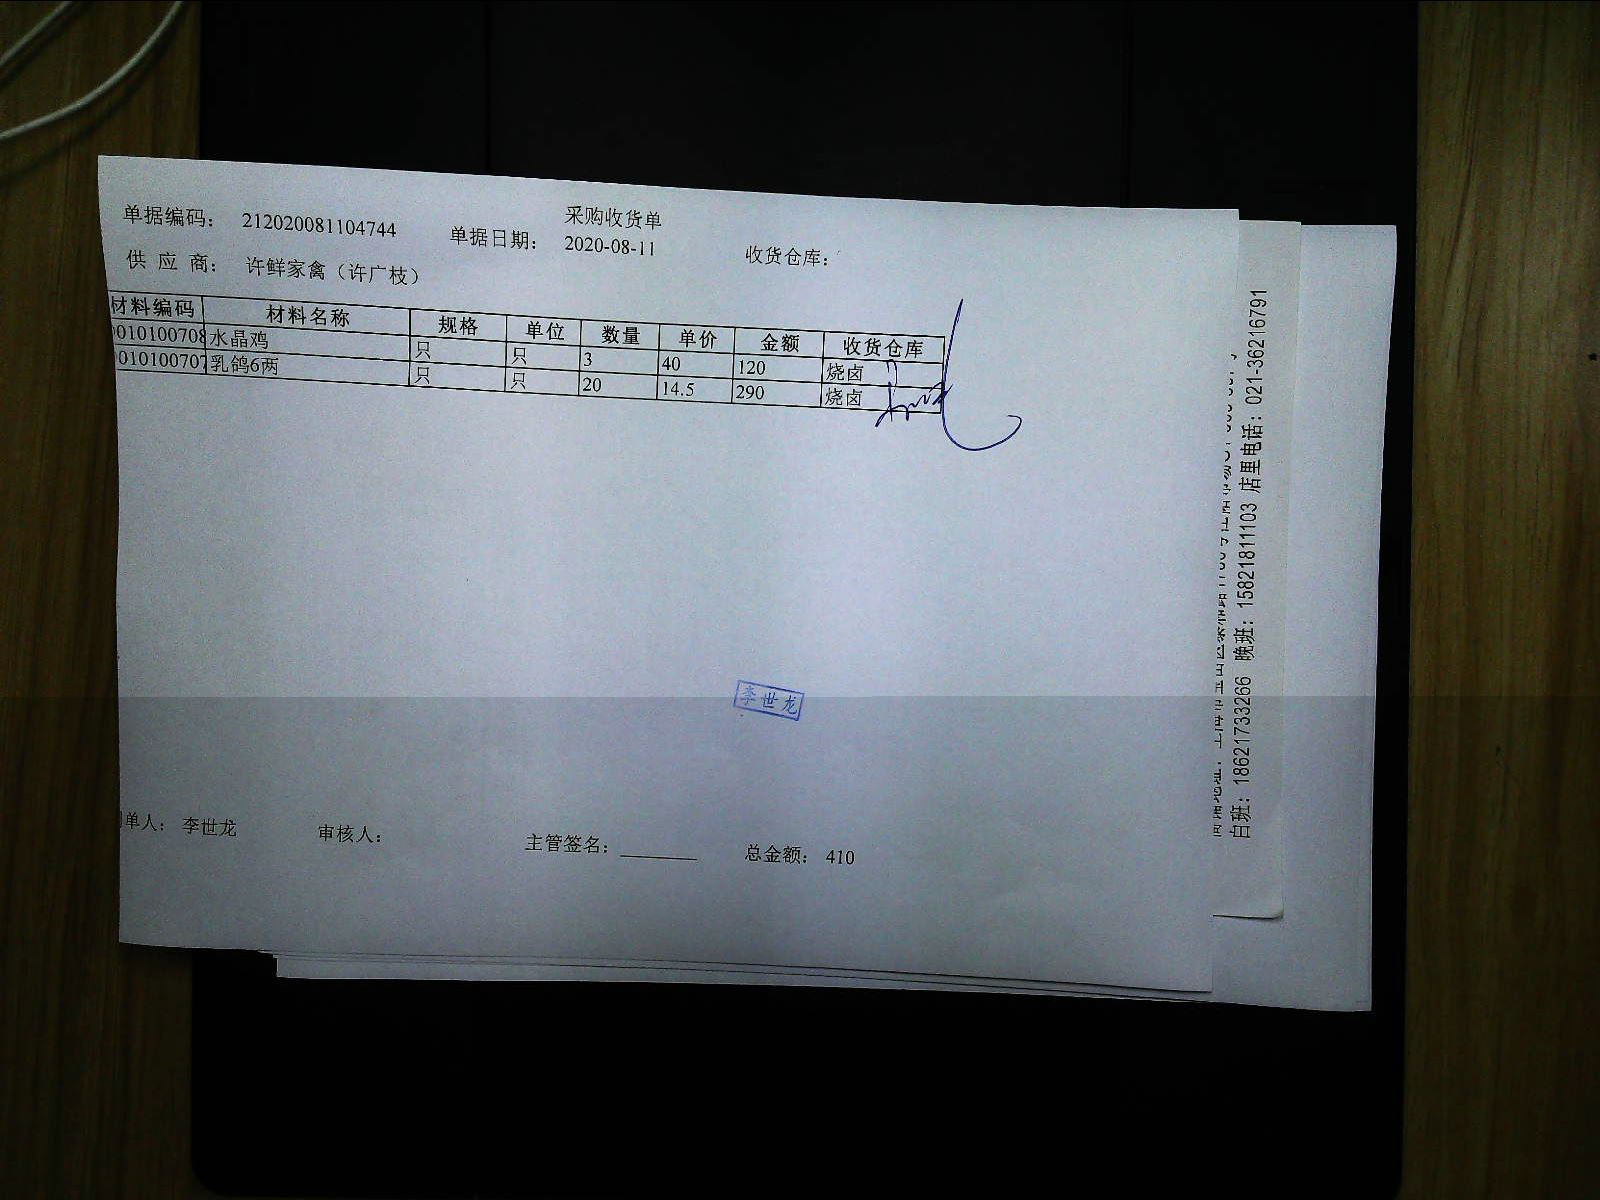 采购收货单
单据编码： 212020081104744 单据日期： 2020-08-11 收货仓库：
供 应 商： 许鲜家禽（许广枝）
材料编码 材料名称 规格 单位 数量 单价 金额 收货仓库
0010100708 水晶鸡 只 只 3 40 120 烧卤
0010100707 乳鸽6两 只 只 20 14.5 290 烧卤
李世龙
单人： 李世龙 审核人： 主管签名： 总金额： 410
白班：18621733266 晚班：15821811103 店里电话：021-36216791